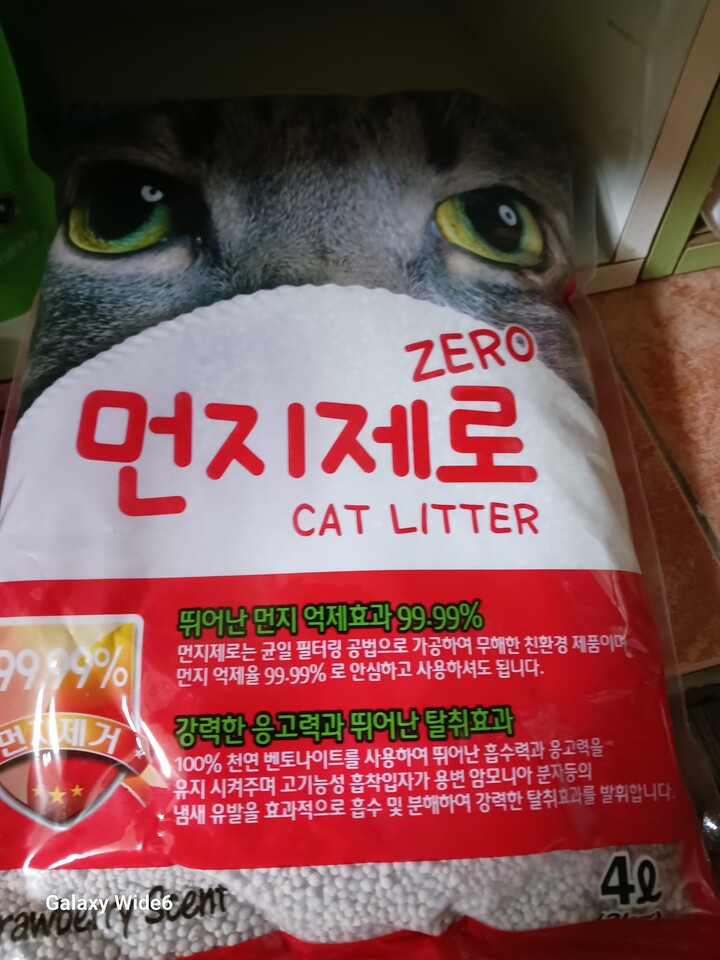 ZERO
먼지제로
CAT LITTER
뛰어난 먼지 억제효과 99.99%
먼지제로는 균일 필터링 공법으로 가공하여 무해한 친환경 제품이며
먼지 억제율 99.99% 로 안심하고 사용하셔도 됩니다.
99.99%
먼지제거
강력한 응고력과 뛰어난 탈취효과
100% 천연 벤토나이트를 사용하여 뛰어난 흡수력과 응고력을
유지 시켜주며 고기능성 흡착입자가 용변 암모니아 분자등의
냄새 유발을 효과적으로 흡수 및 분해하여 강력한 탈취효과를 발휘합니다.
4ℓ
Scent
Galaxy Wide6